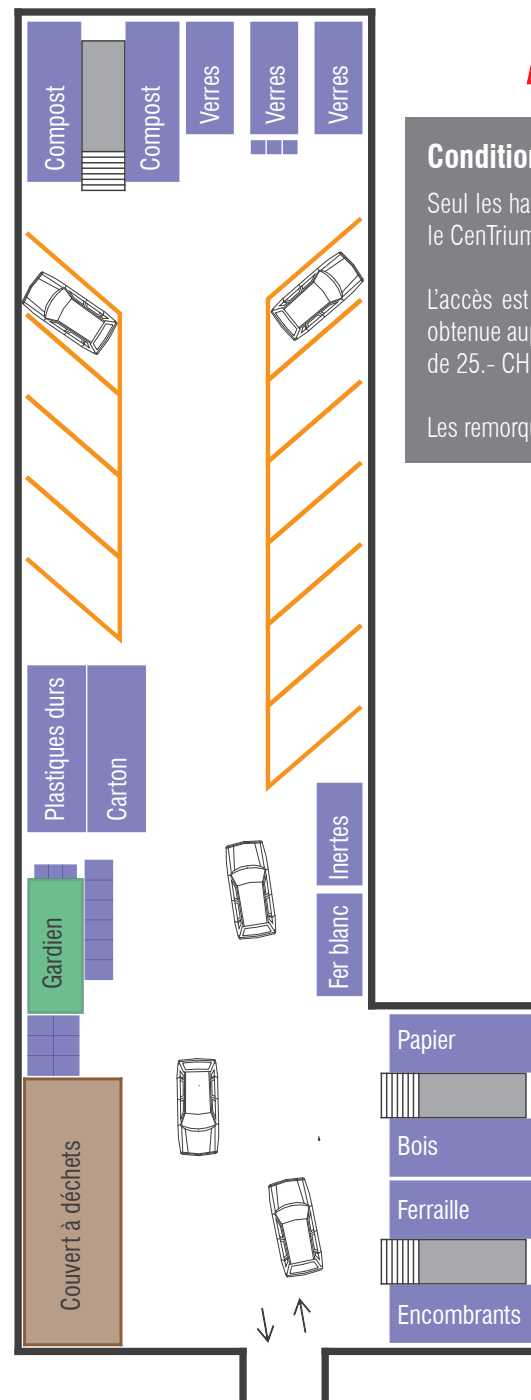 Compost
Compost
Verres
Verres
Verres
Condition
Seul les ha
le CenTrium
L'accès est
obtenue au
de 25.- CH
Les remorq
Plastiques durs
Carton
Inertes
Fer blanc
Gardien
Papier
Bois
Couvert à déchets
Ferraille
Encombrants